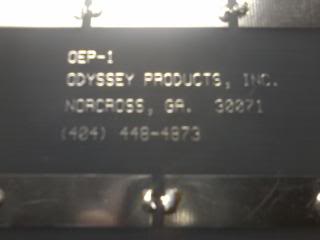 OEP-1
ODYSSEY PRODUCTS, INC.
NORCROSS, GA. 30071
(404) 448-4873